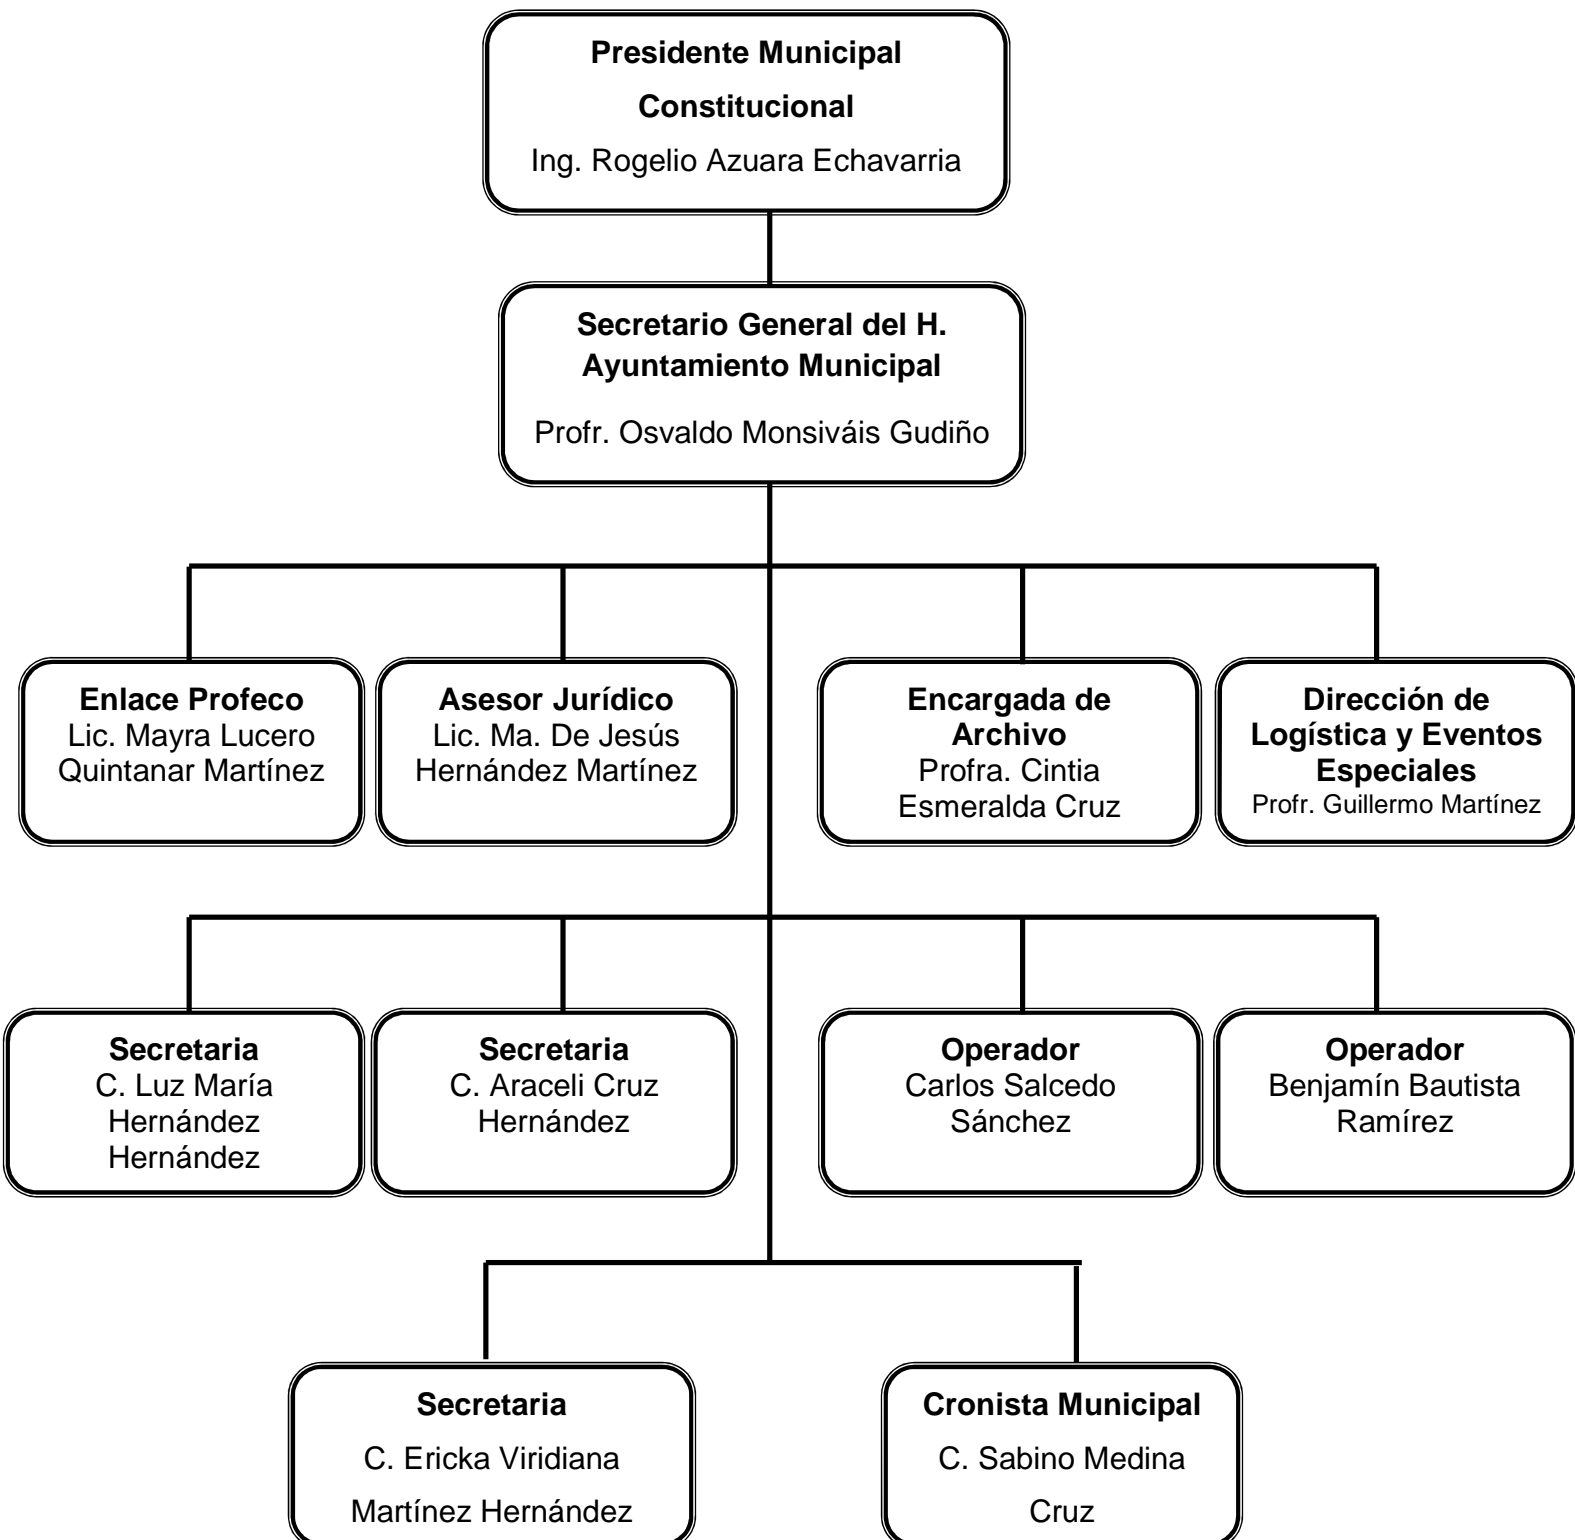 Presidente Municipal
Constitucional
Ing. Rogelio Azuara Echavarria
Secretario General del H.
Ayuntamiento Municipal
Profr. Osvaldo Monsiváis Gudiño
Enlace Profeco
Lic. Mayra Lucero
Quintanar Martínez
Asesor Jurídico
Lic. Ma. De Jesús
Hernández Martínez
Encargada de
Archivo
Profra. Cintia
Esmeralda Cruz
Dirección de
Logística y Eventos
Especiales
Profr. Guillermo Martínez
Secretaria
C. Luz María
Hernández
Hernández
Secretaria
C. Araceli Cruz
Hernández
Operador
Carlos Salcedo
Sánchez
Operador
Benjamín Bautista
Ramírez
Secretaria
C. Ericka Viridiana
Martínez Hernández
Cronista Municipal
C. Sabino Medina
Cruz